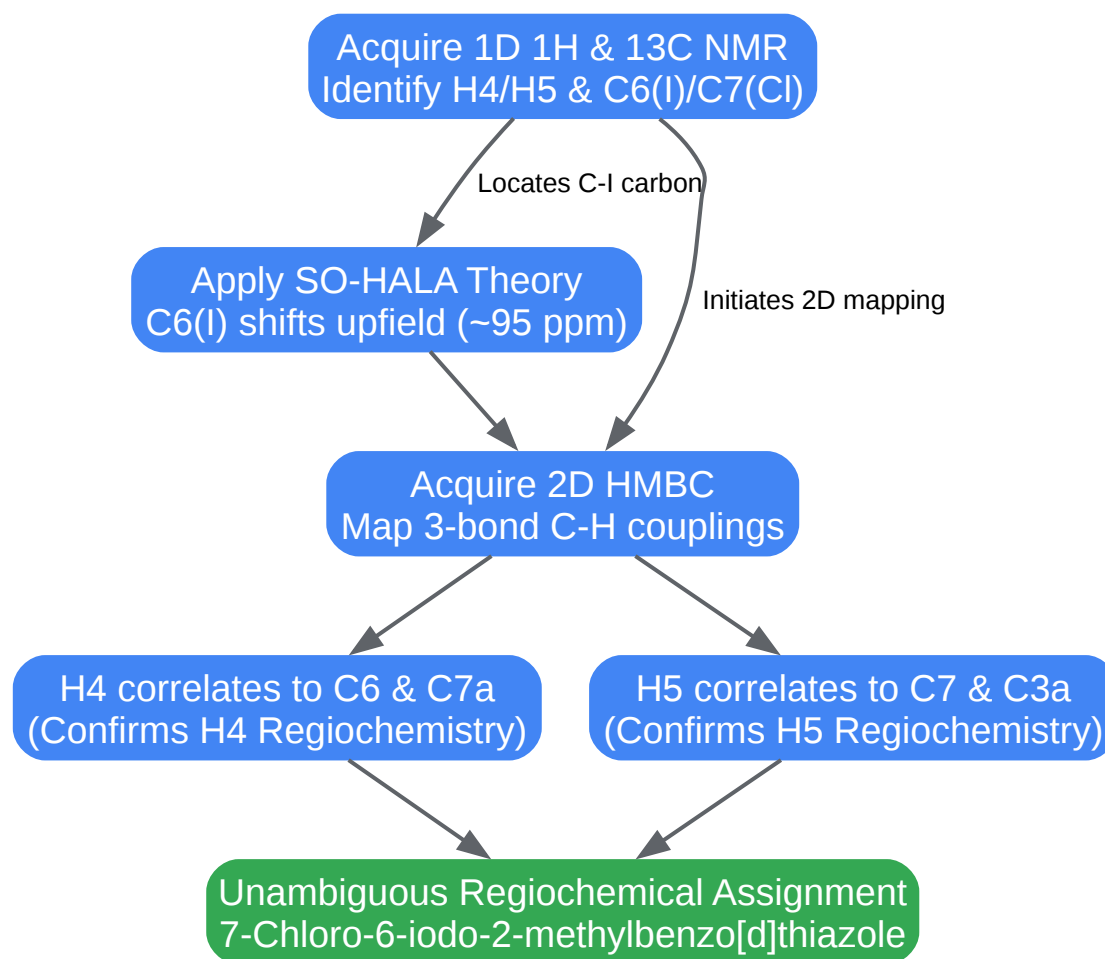 Acquire 1D 1H & 13C NMR
Identify H4/H5 & C6(I)/C7(Cl)
Locates C-I carbon
Apply SO-HALA Theory
C6(I) shifts upfield (~95 ppm)
Initiates 2D mapping
Acquire 2D HMBC
Map 3-bond C-H couplings
H4 correlates to C6 & C7a
(Confirms H4 Regiochemistry)
H5 correlates to C7 & C3a
(Confirms H5 Regiochemistry)
Unambiguous Regiochemical Assignment
7-Chloro-6-iodo-2-methylbenzo[d]thiazole